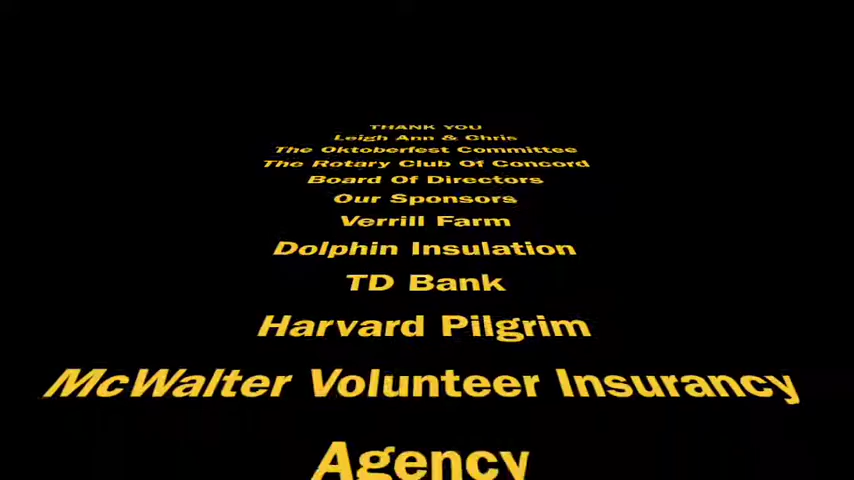 THANK YOU
Leigh Ann & Chris
The Oktoberfest Committee
The Rotary Club Of Concord
Board Of Directors
Our Sponsors
Verrill Farm
Dolphin Insulation
TD Bank
Harvard Pilgrim
McWalter Volunteer Insurancy
Agency